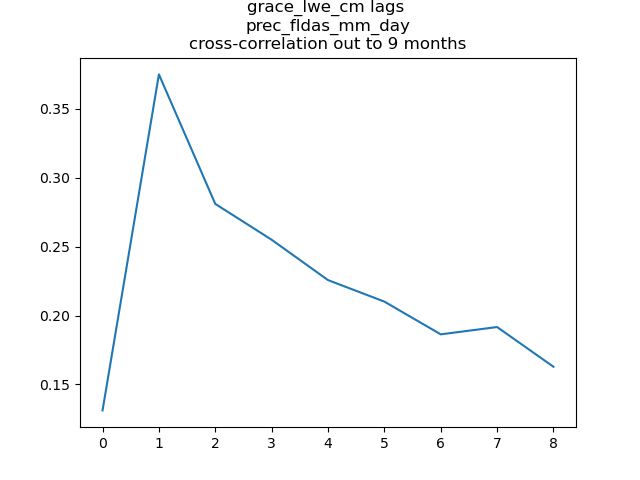 grace_lwe_cm lags
prec_fldas_mm_day
cross-correlation out to 9 months
0.35
0.30
0.25
0.20
0.15
0 1 2 3 4 5 6 7 8